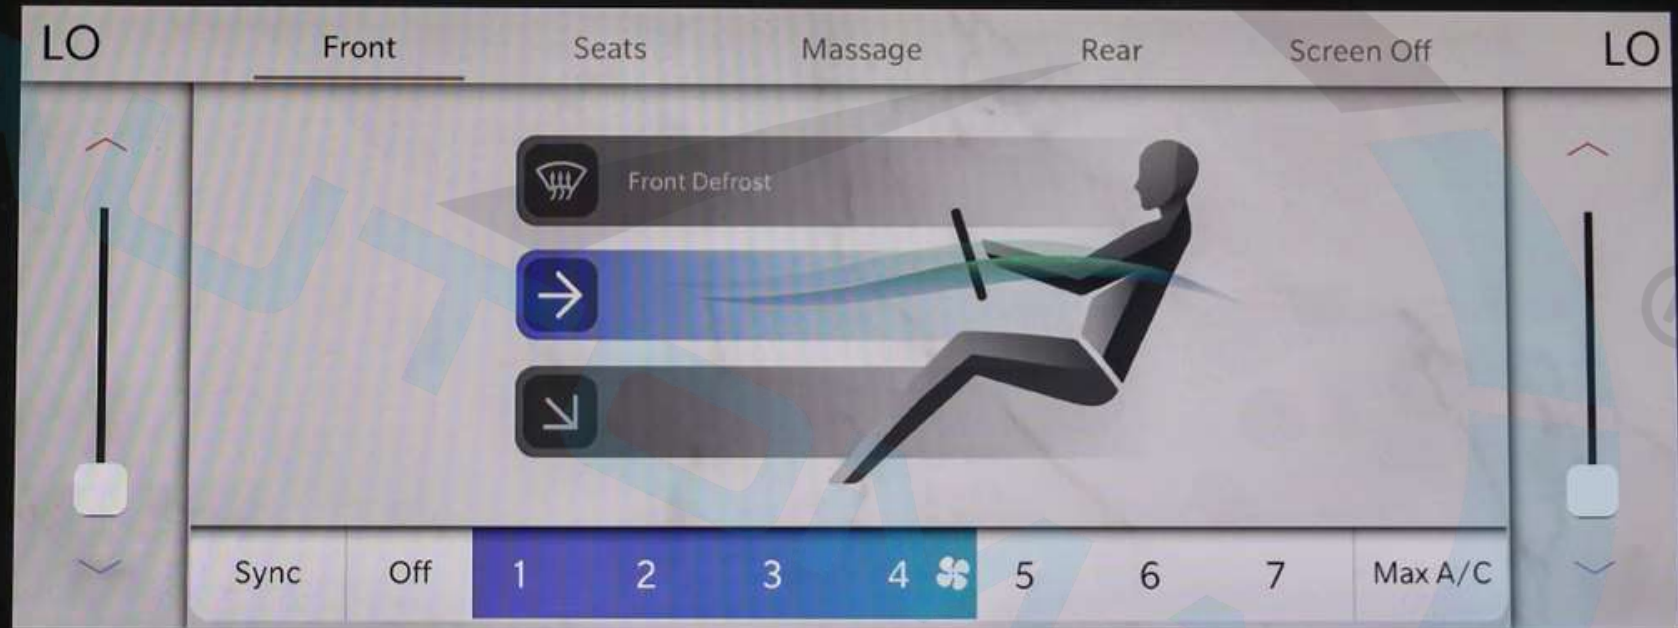 LO Front Seats Massage Rear Screen Off LO
Front Defrost
Sync Off 1 2 3 4 5 6 7 Max A/C